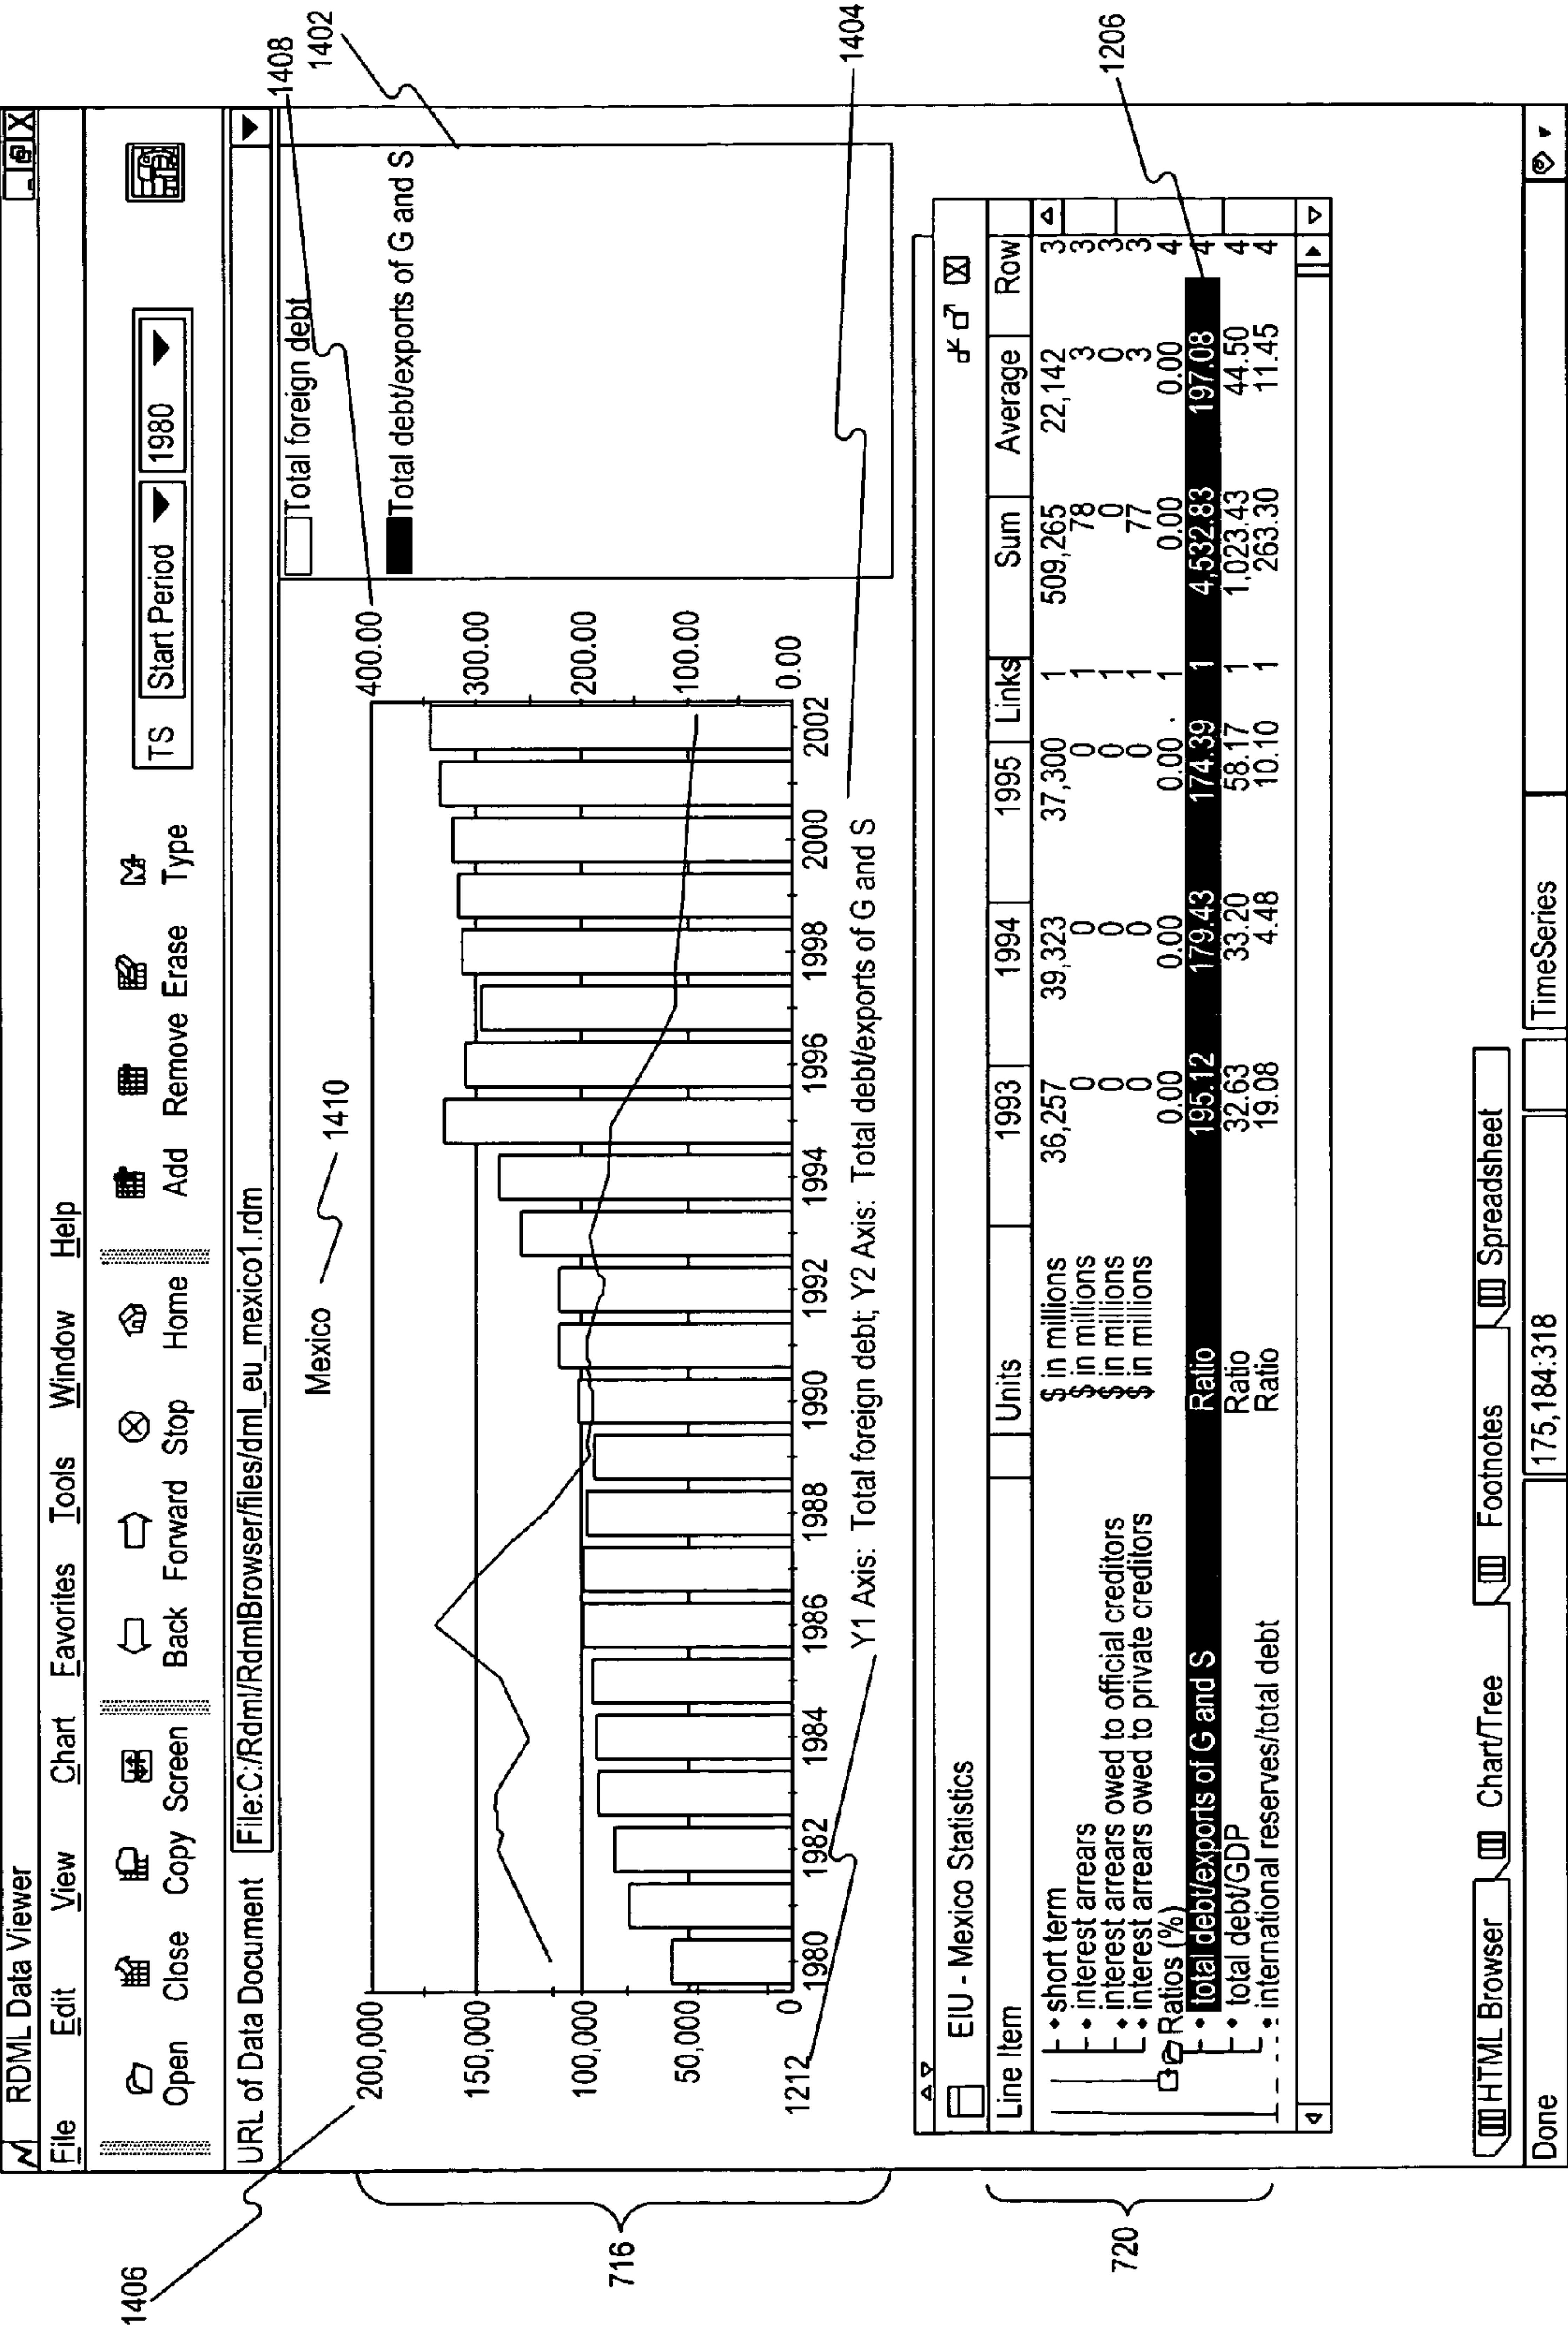 RDML Data Viewer
File Edit View Chart Favorites Tools Window Help
Open Close Copy Screen Back Forward Stop Home Add Remove Erase Type
TS Start Period 1980
URL of Data Document File:C:/Rdml/RdmlBrowser/files/dml_eu_mexico1.rdm
1406
1408
1402
Mexico 1410
Total foreign debt
Total debt/exports of G and S
200,000
150,000
100,000
50,000
0
400.00
300.00
200.00
100.00
0.00
1980 1982 1984 1986 1988 1990 1992 1994 1996 1998 2000 2002
716
1212
Y1 Axis: Total foreign debt; Y2 Axis: Total debt/exports of G and S
1404
EIU - Mexico Statistics
Line Item Units 1993 1994 1995 Links Sum Average Row
short term $ in millions 36,257 39,323 37,300 1 509,265 22,142 3
interest arrears $ in millions 0 0 0 1 78 3 3
interest arrears owed to official creditors $ in millions 0 0 0 1 0 0 3
interest arrears owed to private creditors $ in millions 0 0 0 1 77 3 3
Ratios (%) 0.00 0.00 0.00 1 0.00 0.00 4
total debt/exports of G and S Ratio 195.12 179.43 174.39 1 4,532.83 197.08 4
total debt/GDP Ratio 32.63 33.20 58.17 1 1,023.43 44.50 4
international reserves/total debt Ratio 19.08 4.48 10.10 1 263.30 11.45 4
720
1206
HTML Browser Chart/Tree Footnotes Spreadsheet
Done 175,184:318 TimeSeries